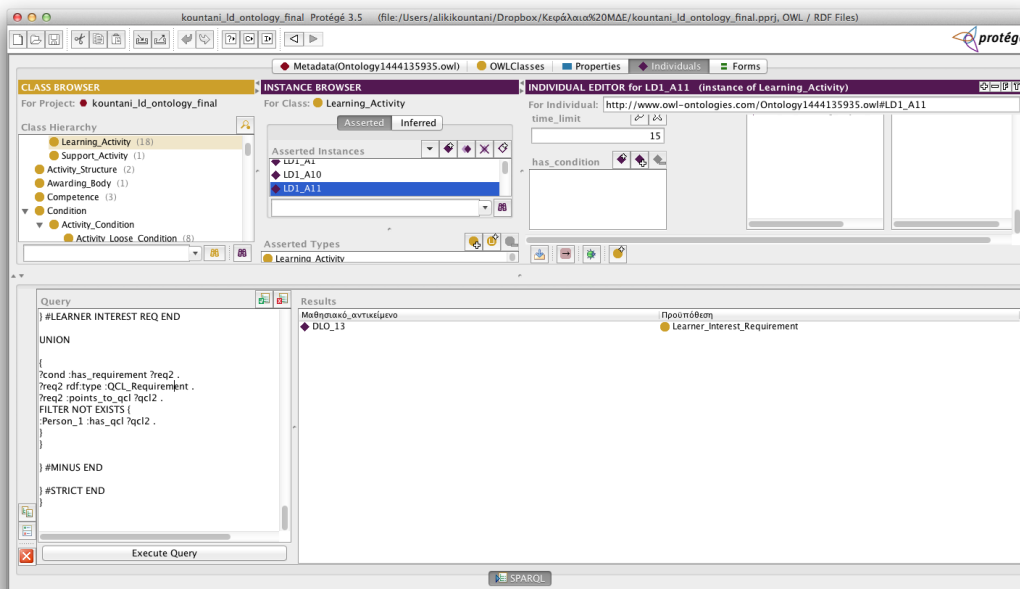 kountani_ld_ontology_final Protégé 3.5 (file:/Users/alikikountani/Dropbox/Κεφάλαια%20ΜΔΕ/kountani_ld_ontology_final.pprj, OWL / RDF Files)
protég
Metadata(Ontology1444135935.owl)
OWLClasses
Properties
Individuals
Forms
CLASS BROWSER
For Project: kountani_ld_ontology_final
Class Hierarchy
Learning_Activity (18)
Support_Activity (1)
Activity_Structure (2)
Awarding_Body (1)
Competence (3)
Condition
Activity_Condition
Activity_Loose_Condition (8)
INSTANCE BROWSER
For Class: Learning_Activity
Asserted
Inferred
Asserted Instances
LD1_A1
LD1_A10
LD1_A11
Asserted Types
Learning_Activity
INDIVIDUAL EDITOR for LD1_A11 (instance of Learning_Activity)
For Individual: http://www.owl-ontologies.com/Ontology1444135935.owl#LD1_A11
time_limit
15
has_condition
Query
} #LEARNER INTEREST REQ END
UNION
{
?cond :has_requirement ?req2 .
?req2 rdf:type :QCL_Requirement .
?req2 :points_to_qcl ?qcl2 .
FILTER NOT EXISTS {
:Person_1 :has_qcl ?qcl2 .
}
}
} #MINUS END
} #STRICT END
}
Execute Query
Results
Μαθησιακό_αντικείμενο
Προϋπόθεση
DLO_13
Learner_Interest_Requirement
SPARQL